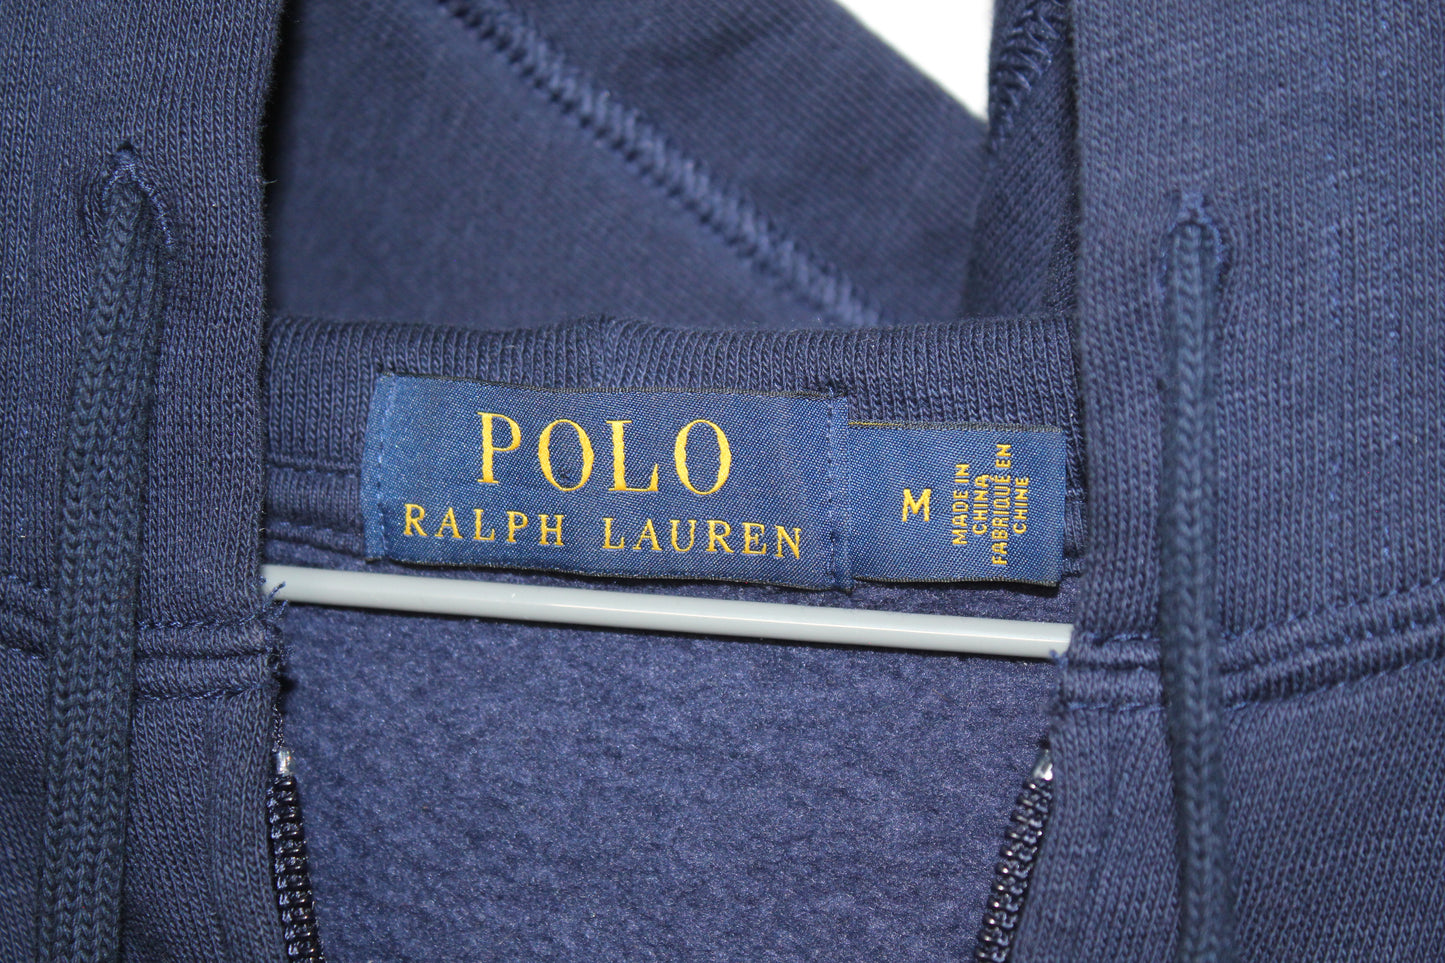 POLO
RALPH LAUREN
M
MADE IN
CHINA
FABRIQUÉ EN
CHINE